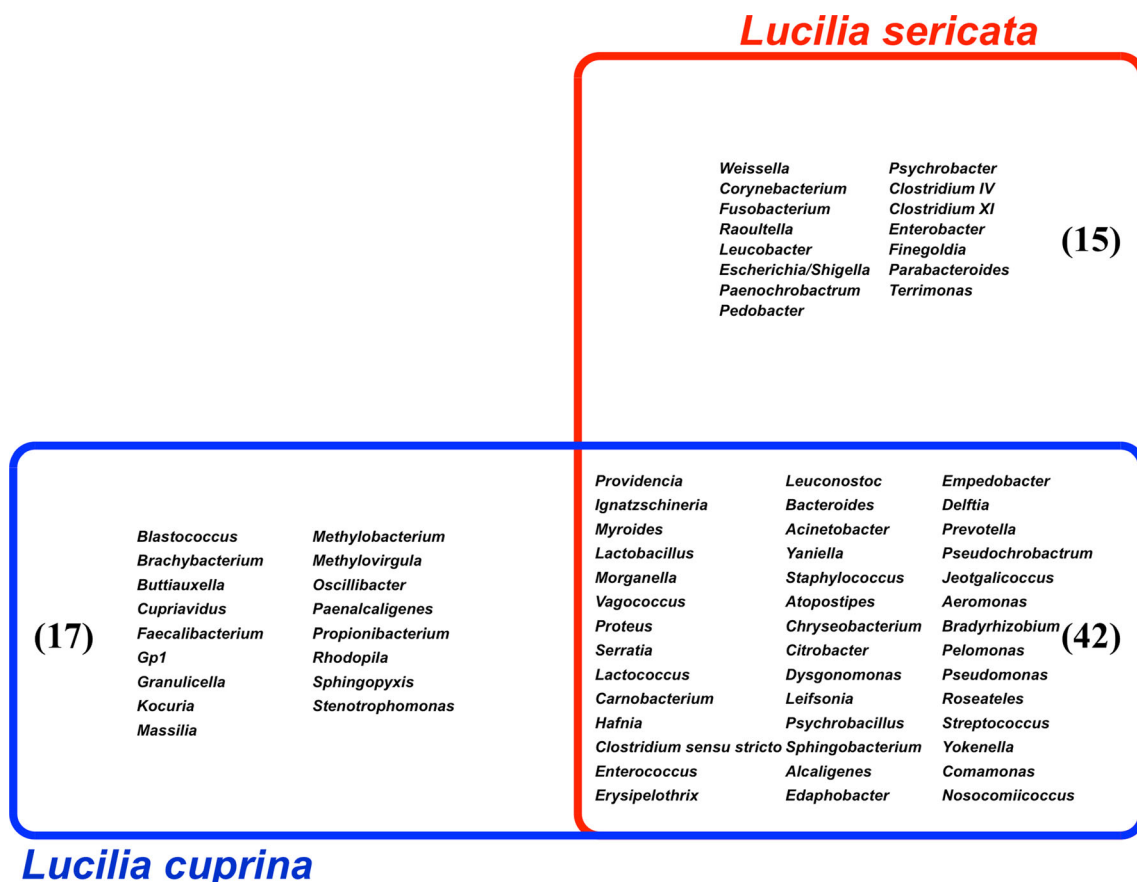 Lucilia sericata
Weissella Psychrobacter
Corynebacterium Clostridium IV
Fusobacterium Clostridium XI
Raoultella Enterobacter
Leucobacter Finegoldia
(15)
Escherichia/Shigella Parabacteroides
Paenochrobactrum Terrimonas
Pedobacter
Blastococcus Methylobacterium
Brachybacterium Methylovirgula
Buttiauxella Oscillibacter
Cupriavidus Paenalcaligenes
Faecalibacterium Propionibacterium
(17)
Gp1 Rhodopila
Granulicella Sphingopyxis
Kocuria Stenotrophomonas
Massilia
Providencia Leuconostoc Empedobacter
Ignatzschineria Bacteroides Delftia
Myroides Acinetobacter Prevotella
Lactobacillus Yaniella Pseudochrobactrum
Morganella Staphylococcus Jeotgalicoccus
Vagococcus Atopostipes Aeromonas
Proteus Chryseobacterium Bradyrhizobium
(42)
Serratia Citrobacter Pelomonas
Lactococcus Dysgonomonas Pseudomonas
Carnobacterium Leifsonia Roseateles
Hafnia Psychrobacillus Streptococcus
Clostridium sensu stricto Sphingobacterium Yokenella
Enterococcus Alcaligenes Comamonas
Erysipelothrix Edaphobacter Nosocomiicoccus
Lucilia cuprina